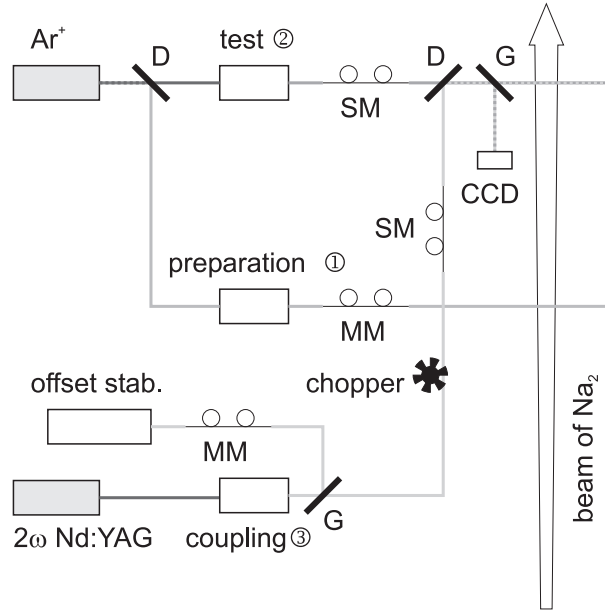 Ar⁺
D
test ②
SM
D
G
CCD
SM
preparation ①
MM
chopper
offset stab.
MM
G
2ω Nd:YAG
coupling③
beam of Na₂